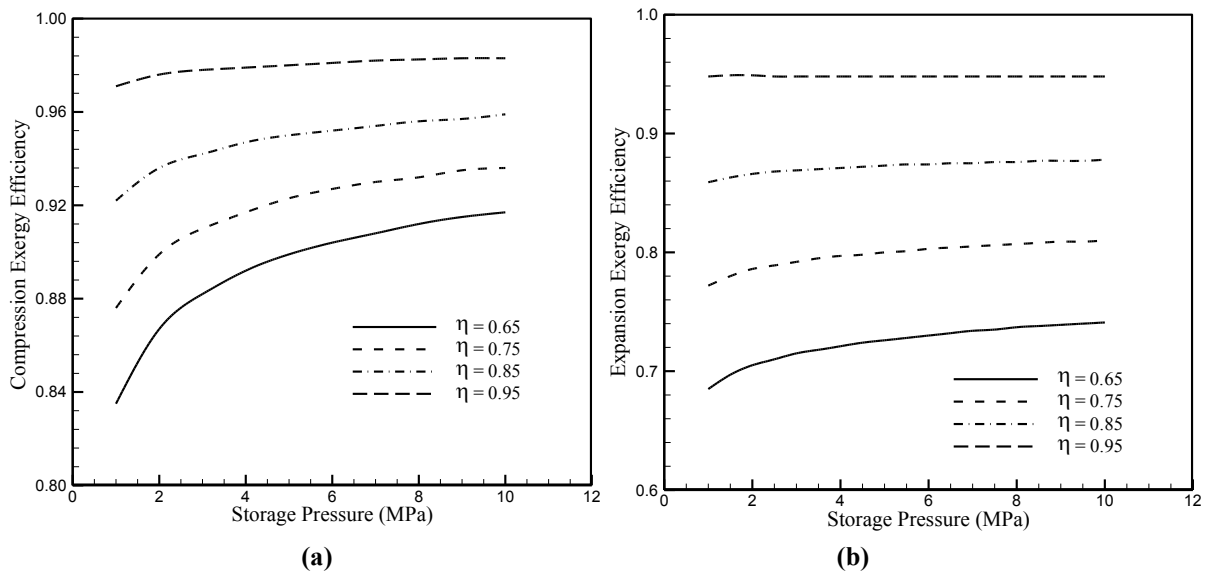 1.00
0.96
0.92
0.88
0.84
0.80
0
2
4
6
8
10
12
Compression Exergy Efficiency
Storage Pressure (MPa)
η = 0.65
η = 0.75
η = 0.85
η = 0.95
(a)
1.0
0.9
0.8
0.7
0.6
0
2
4
6
8
10
12
Expansion Exergy Efficiency
Storage Pressure (MPa)
η = 0.65
η = 0.75
η = 0.85
η = 0.95
(b)